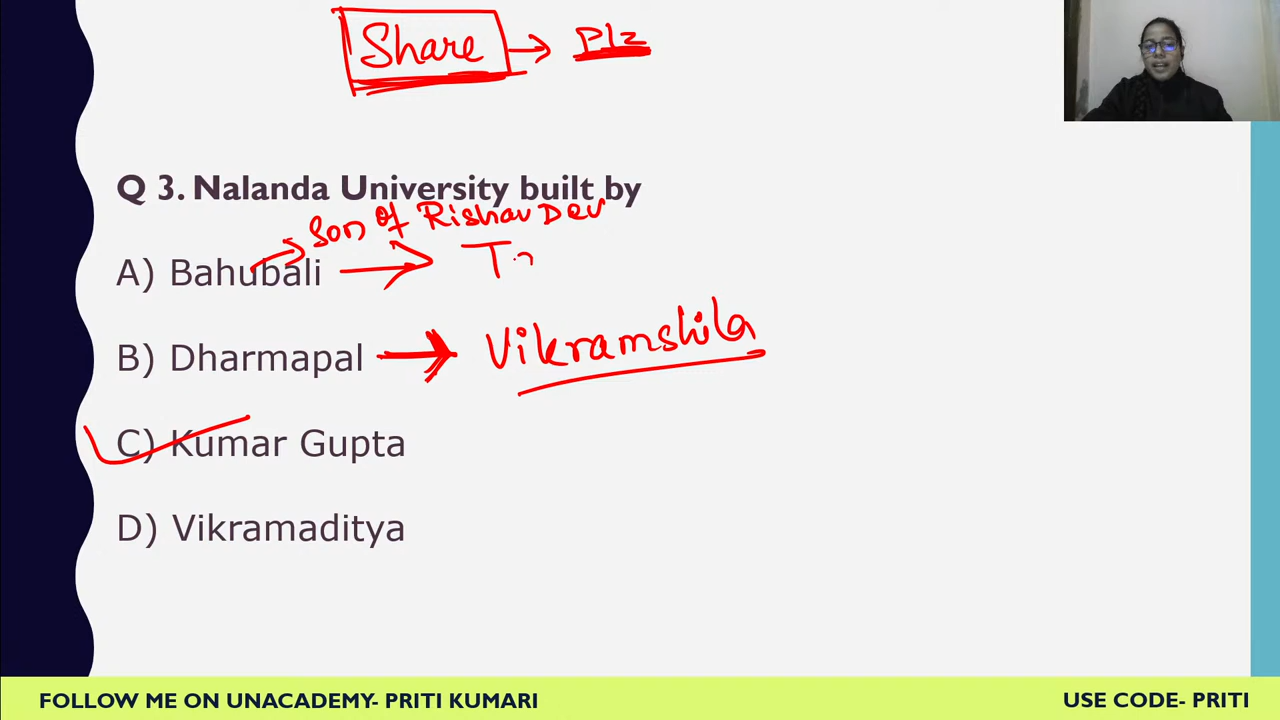 Share → Plz
Q 3. Nalanda University built by
Son of Rishav Dev
A) Bahubali →
B) Dharmapal → Vikramshila
C) Kumar Gupta
D) Vikramaditya
FOLLOW ME ON UNACADEMY- PRITI KUMARI
USE CODE- PRITI